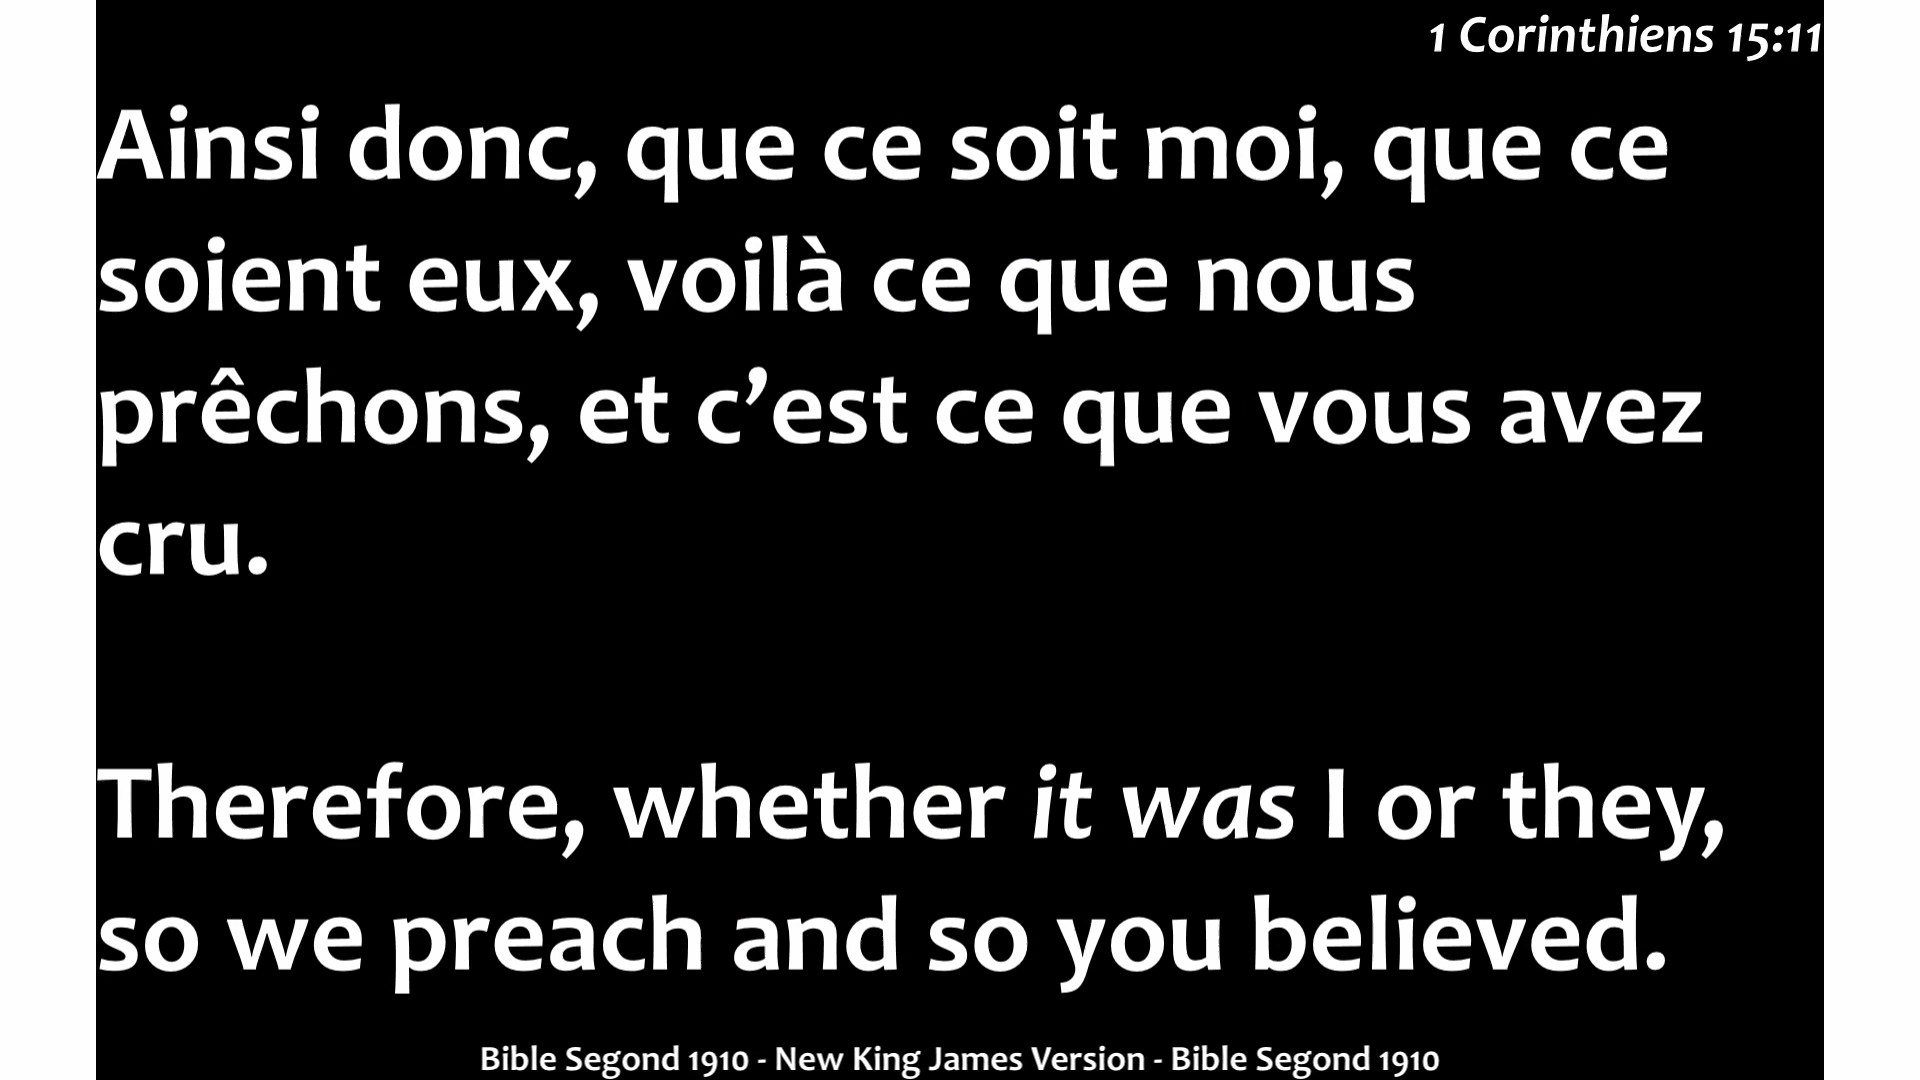 1 Corinthiens 15:11
Ainsi donc, que ce soit moi, que ce
soient eux, voilà ce que nous
prêchons, et c’est ce que vous avez
cru.
Therefore, whether it was I or they,
so we preach and so you believed.
Bible Segond 1910 - New King James Version - Bible Segond 1910